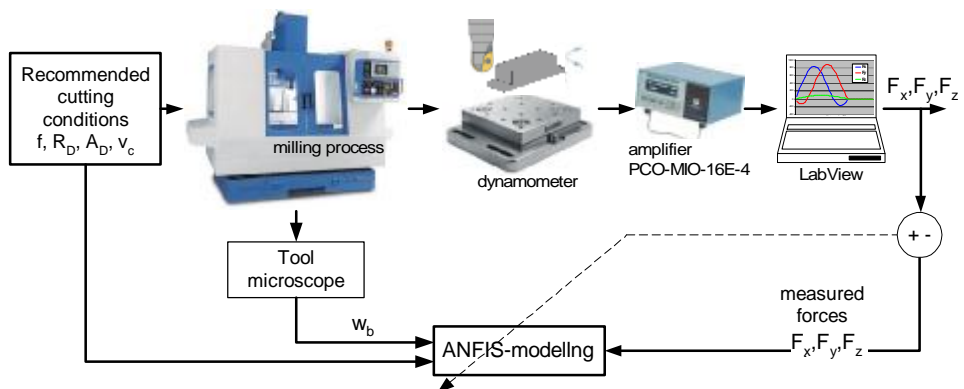 Recommended
cutting
conditions
f, R_D, A_D, v_c
milling process
dynamometer
amplifier
PCO-MIO-16E-4
LabView
F_x,F_y,F_z
+ -
Tool
microscope
w_b
measured
forces
F_x,F_y,F_z
ANFIS-modellng